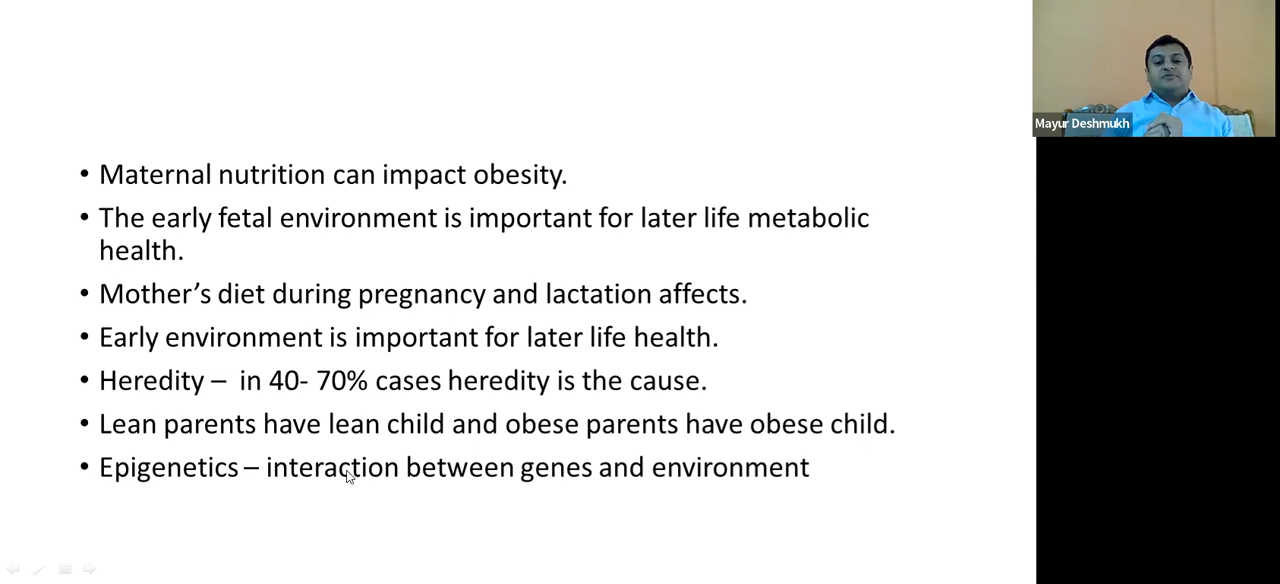 Mayur Deshmukh
• Maternal nutrition can impact obesity.
• The early fetal environment is important for later life metabolic
health.
• Mother’s diet during pregnancy and lactation affects.
• Early environment is important for later life health.
• Heredity –  in 40- 70% cases heredity is the cause.
• Lean parents have lean child and obese parents have obese child.
• Epigenetics – interaction between genes and environment